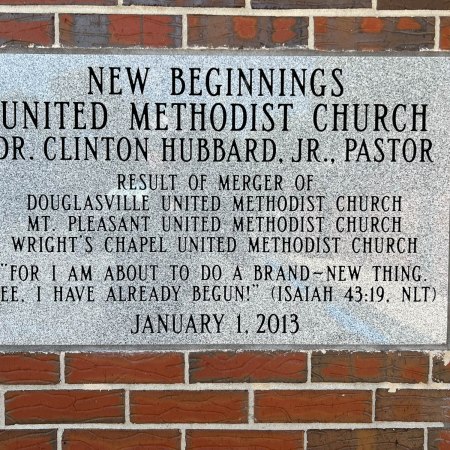 NEW BEGINNINGS
UNITED METHODIST CHURCH
DR. CLINTON HUBBARD, JR., PASTOR
RESULT OF MERGER OF
DOUGLASVILLE UNITED METHODIST CHURCH
MT. PLEASANT UNITED METHODIST CHURCH
WRIGHT'S CHAPEL UNITED METHODIST CHURCH
"FOR I AM ABOUT TO DO A BRAND~NEW THING.
EE, I HAVE ALREADY BEGUN!" (ISAIAH 43:19, NLT)
JANUARY 1, 2013